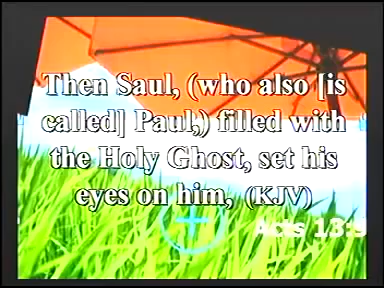 Then Saul, (who also [is
called] Paul,) filled with
the Holy Ghost, set his
eyes on him, (KJV)
Acts 13:9